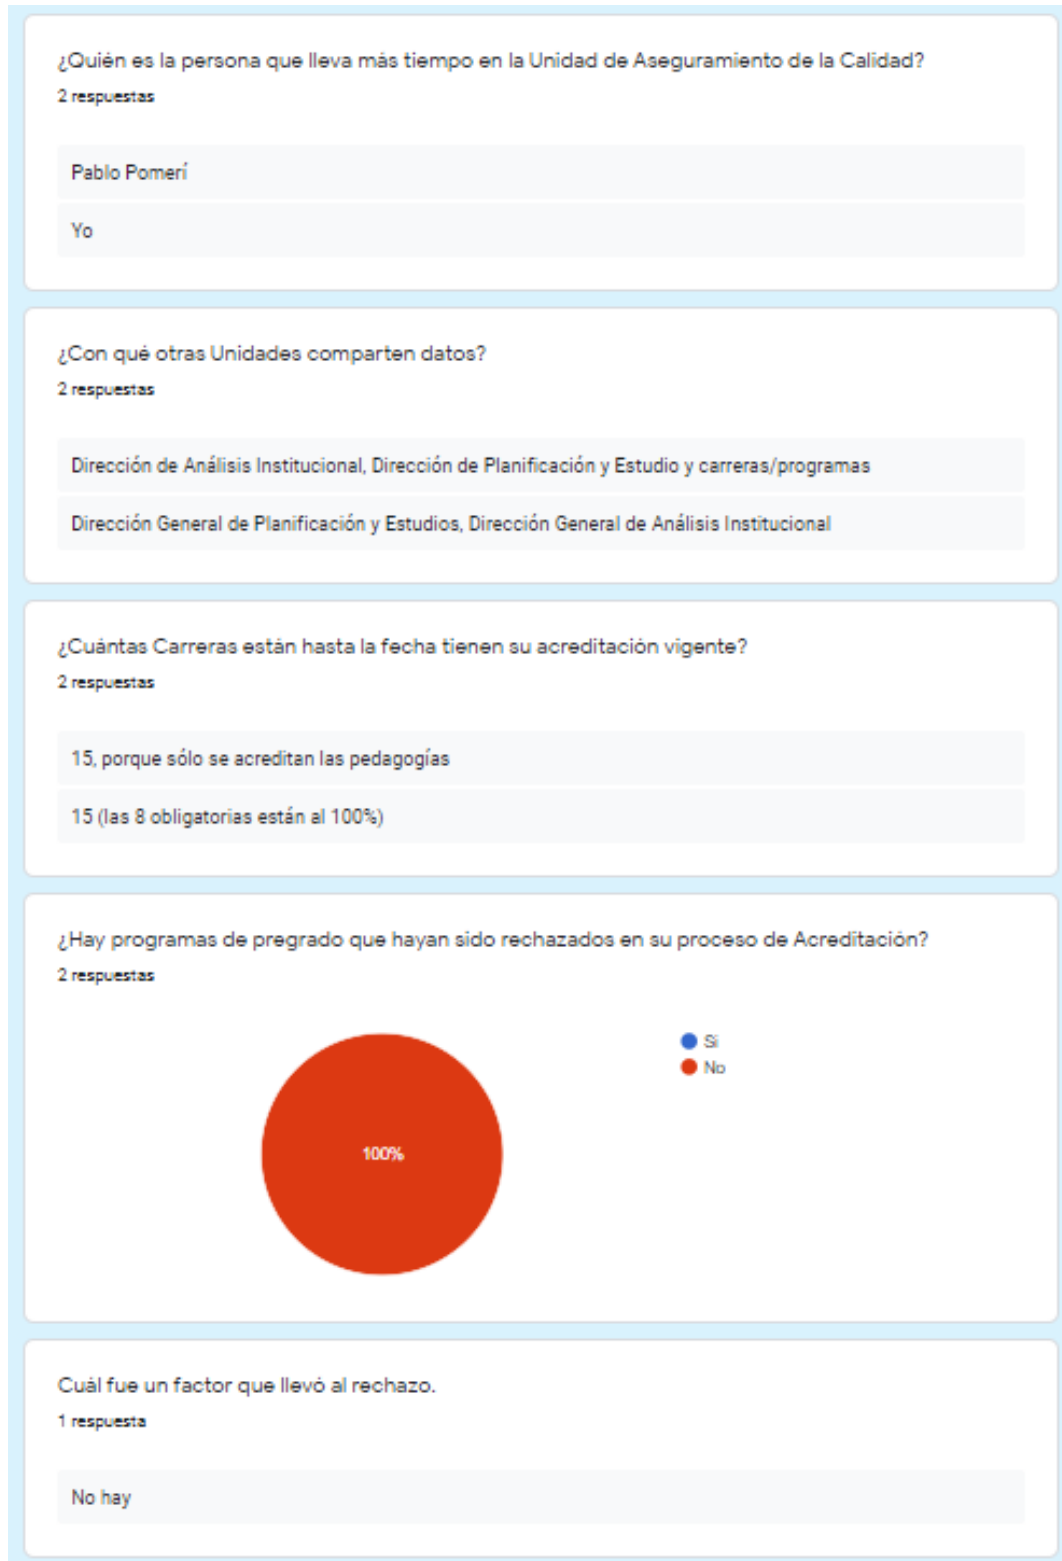 ¿Quién es la persona que lleva más tiempo en la Unidad de Aseguramiento de la Calidad?
2 respuestas
Pablo Pomerí
Yo
¿Con qué otras Unidades comparten datos?
2 respuestas
Dirección de Análisis Institucional, Dirección de Planificación y Estudio y carreras/programas
Dirección General de Planificación y Estudios, Dirección General de Análisis Institucional
¿Cuántas Carreras están hasta la fecha tienen su acreditación vigente?
2 respuestas
15, porque sólo se acreditan las pedagogías
15 (las 8 obligatorias están al 100%)
¿Hay programas de pregrado que hayan sido rechazados en su proceso de Acreditación?
2 respuestas
Si
No
100%
Cuál fue un factor que llevó al rechazo.
1 respuesta
No hay